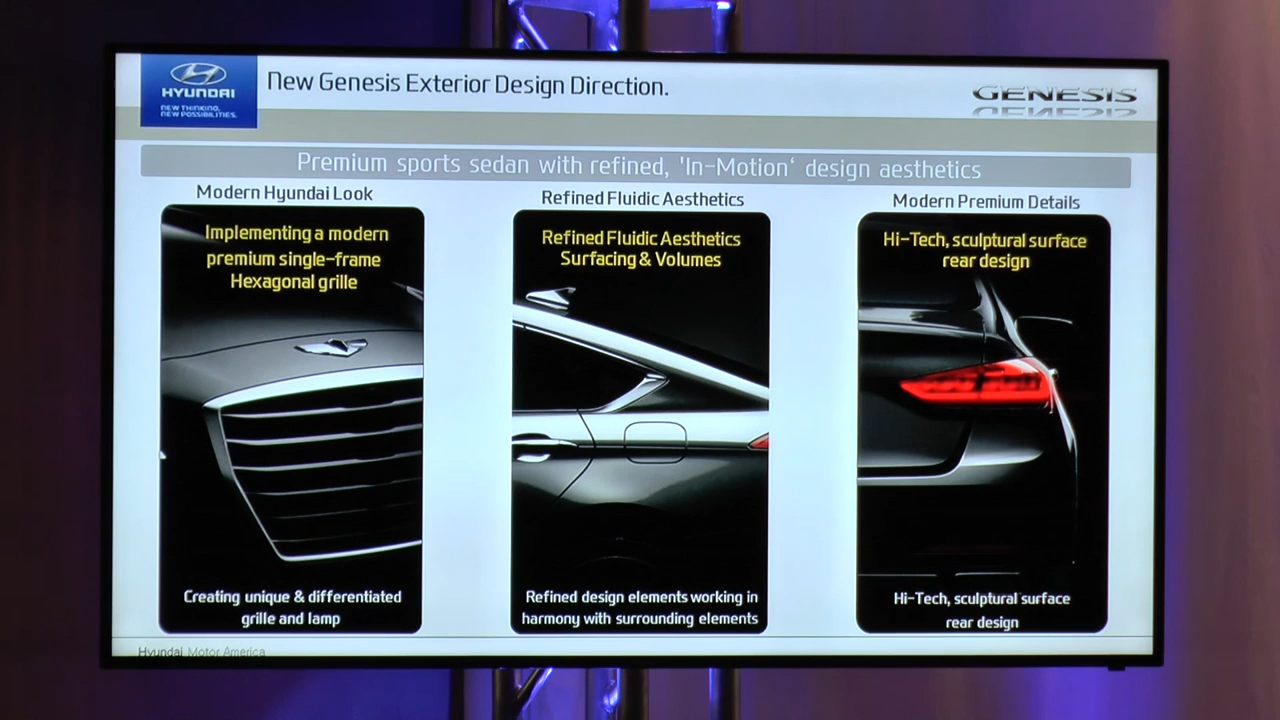 HYUNDAI
NEW THINKING.
NEW POSSIBILITIES.
New Genesis Exterior Design Direction.
GENESIS
Premium sports sedan with refined, 'In-Motion‘ design aesthetics
Modern Hyundai Look
Implementing a modern
premium single-frame
Hexagonal grille
Creating unique & differentiated
grille and lamp
Refined Fluidic Aesthetics
Refined Fluidic Aesthetics
Surfacing & Volumes
Refined design elements working in
harmony with surrounding elements
Modern Premium Details
Hi-Tech, sculptural surface
rear design
Hi-Tech, sculptural surface
rear design
Hyundai Motor America